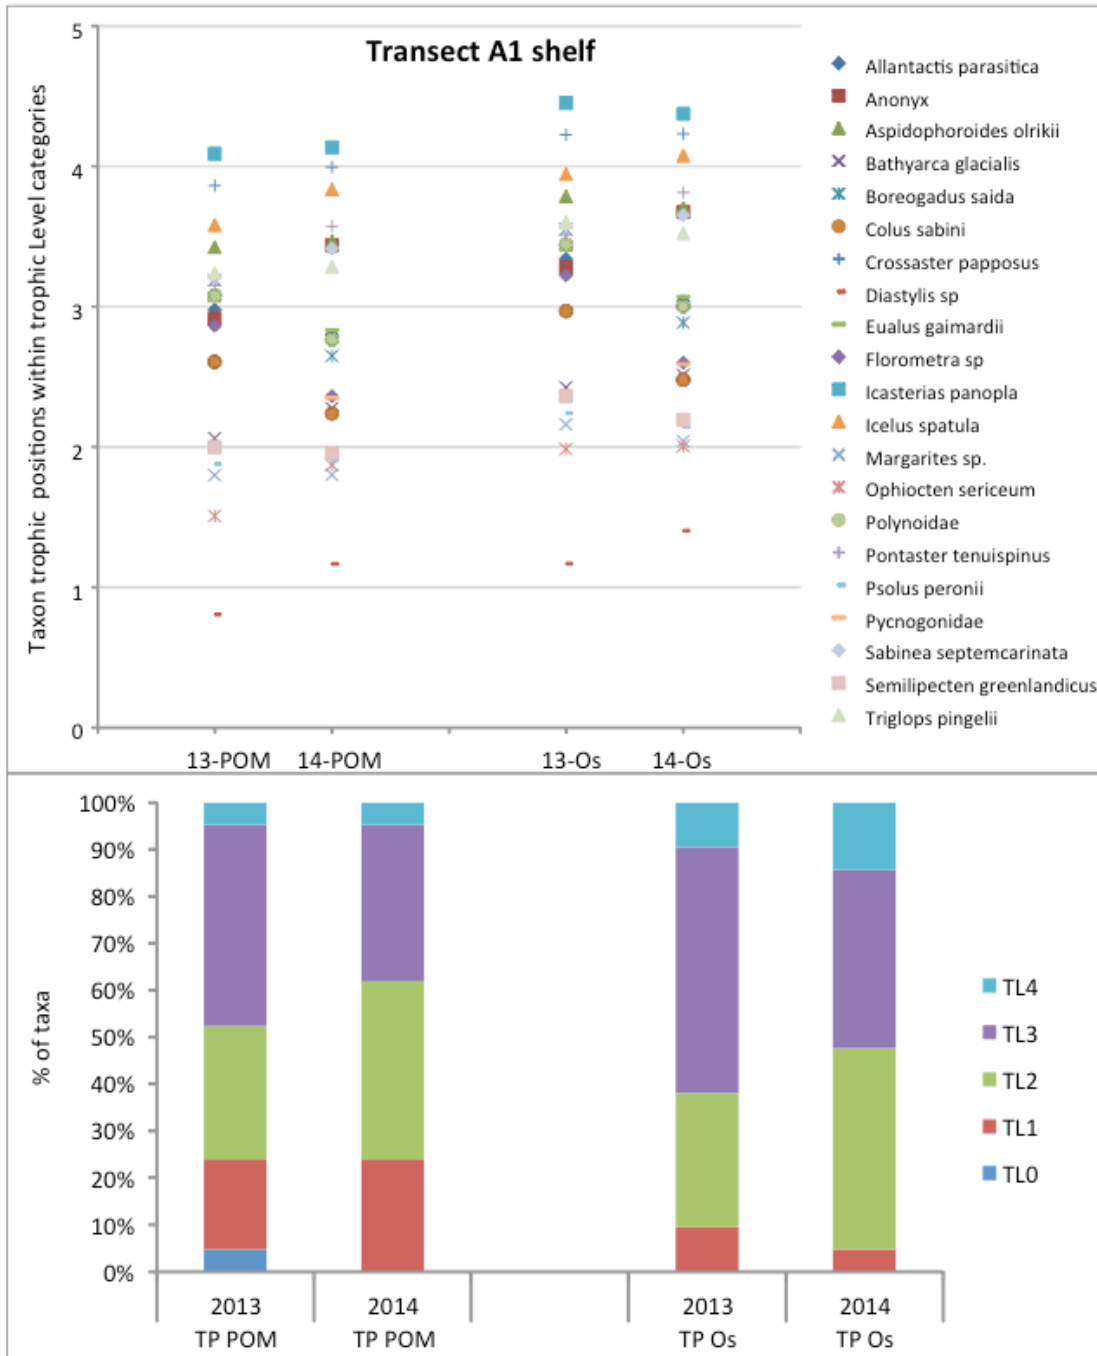 Transect A1 shelf
Taxon trophic positions within trophic Level categories
5
4
3
2
1
0
13-POM 14-POM 13-Os 14-Os
Allantactis parasitica
Anonyx
Aspidophoroides olrikii
Bathyarca glacialis
Boreogadus saida
Colus sabini
Crossaster papposus
Diastylis sp
Eualus gaimardii
Florometra sp
Icasterias panopla
Icelus spatula
Margarites sp.
Ophiocten sericeum
Polynoidae
Pontaster tenuispinus
Psolus peronii
Pycnogonidae
Sabinea septemcarinata
Semilipecten greenlandicus
Triglops pingelii
% of taxa
100%
90%
80%
70%
60%
50%
40%
30%
20%
10%
0%
2013 2014 2013 2014
TP POM TP POM TP Os TP Os
TL4
TL3
TL2
TL1
TL0